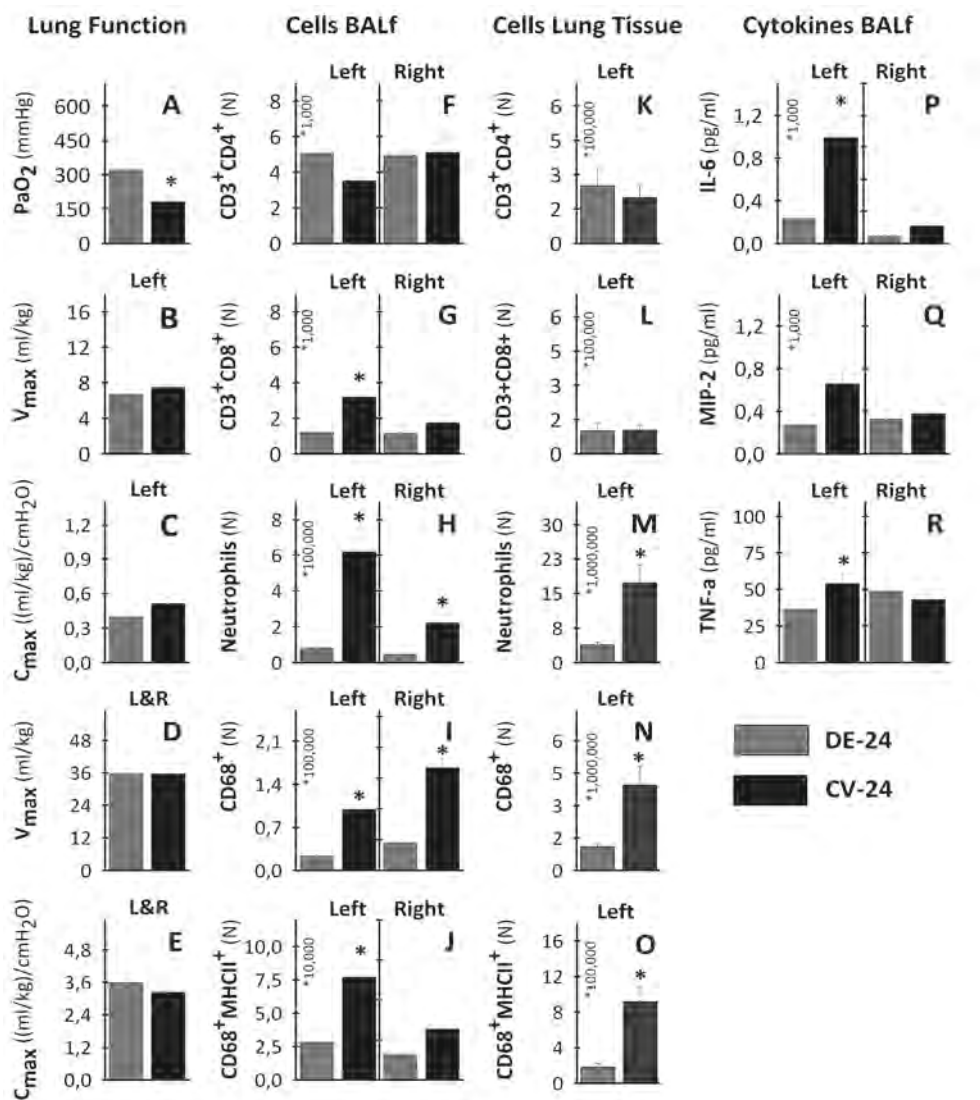 Lung Function
Cells BALf
Cells Lung Tissue
Cytokines BALf
A
PaO2 (mmHg)
600
450
300
150
0
*
Left
Right
F
CD3+CD4+ (N)
*1,000
8
6
4
2
0
Left
K
CD3+CD4+ (N)
*100,000
6
5
3
2
0
Left
Right
P
IL-6 (pg/ml)
*1,000
1,2
0,8
0,4
0,0
*
Left
B
Vmax (ml/kg)
16
12
8
4
0
Left
Right
G
CD3+CD8+ (N)
*1,000
8
6
4
2
0
*
Left
L
CD3+CD8+ (N)
*100,000
6
5
3
2
0
Left
Right
Q
MIP-2 (pg/ml)
*1,000
1,2
0,8
0,4
0,0
Left
C
Cmax ((ml/kg)/cmH2O)
1,2
0,9
0,6
0,3
0,0
Left
Right
H
Neutrophils (N)
*100,000
8
6
4
2
0
*
*
Left
M
Neutrophils (N)
*1,000,000
30
23
15
8
0
*
Left
Right
R
TNF-a (pg/ml)
100
75
50
25
0
*
L&R
D
Vmax (ml/kg)
48
36
24
12
0
Left
Right
I
CD68+ (N)
*100,000
2,1
1,4
0,7
0,0
*
*
Left
N
CD68+ (N)
*1,000,000
6
5
3
2
0
*
DE-24
CV-24
L&R
E
Cmax ((ml/kg)/cmH2O)
4,8
3,6
2,4
1,2
0,0
Left
Right
J
CD68+MHCII+ (N)
*10,000
10,0
7,5
5,0
2,5
0,0
*
Left
O
CD68+MHCII+ (N)
*100,000
16
12
8
4
0
*